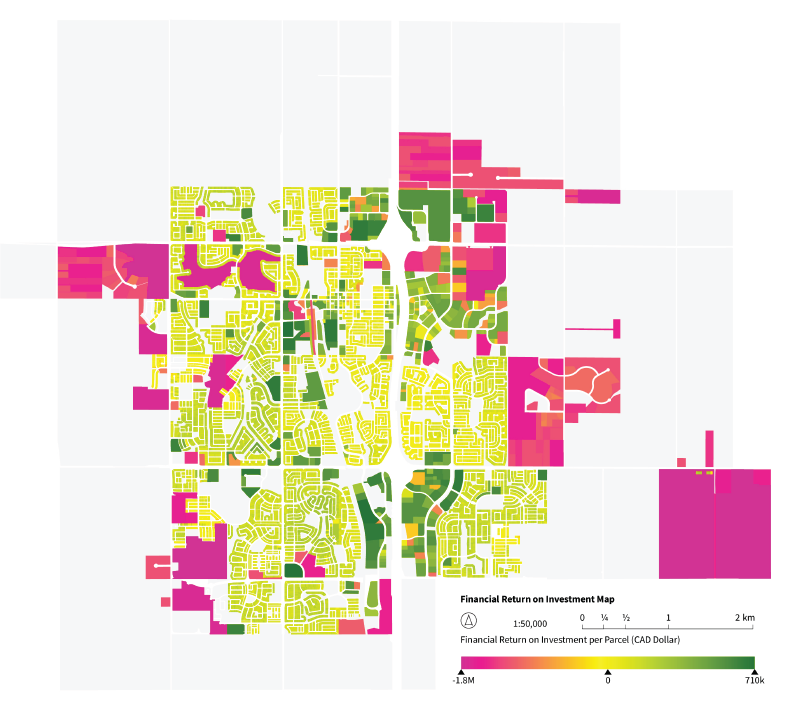 Financial Return on Investment Map
1:50,000
0 ¼ ½ 1 2 km
Financial Return on Investment per Parcel (CAD Dollar)
-1.8M 0 710k